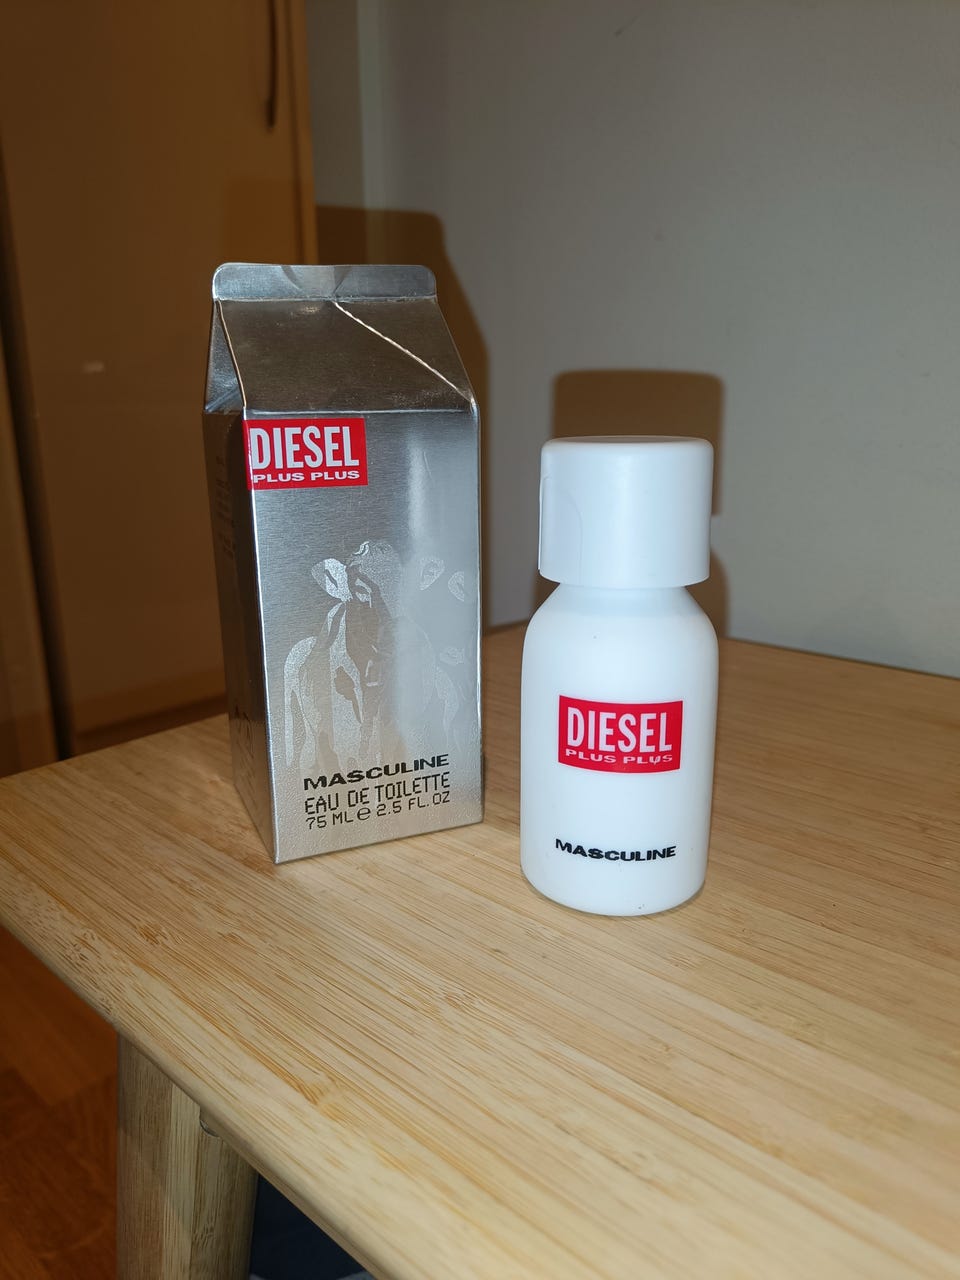 DIESEL
PLUS PLUS
MASCULINE
EAU DE TOILETTE
75 ML e 2.5 FL.OZ
DIESEL
PLUS PLUS
MASCULINE